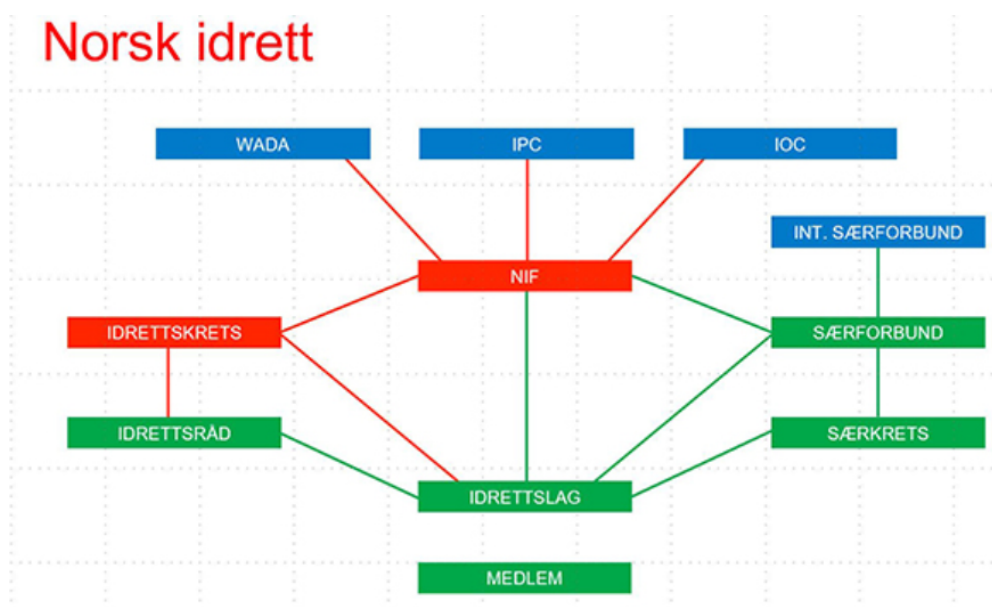 Norsk idrett
WADA
IPC
IOC
INT. SÆRFORBUND
NIF
IDRETTSKRETS
SÆRFORBUND
IDRETTSRÅD
SÆRKRETS
IDRETTSLAG
MEDLEM